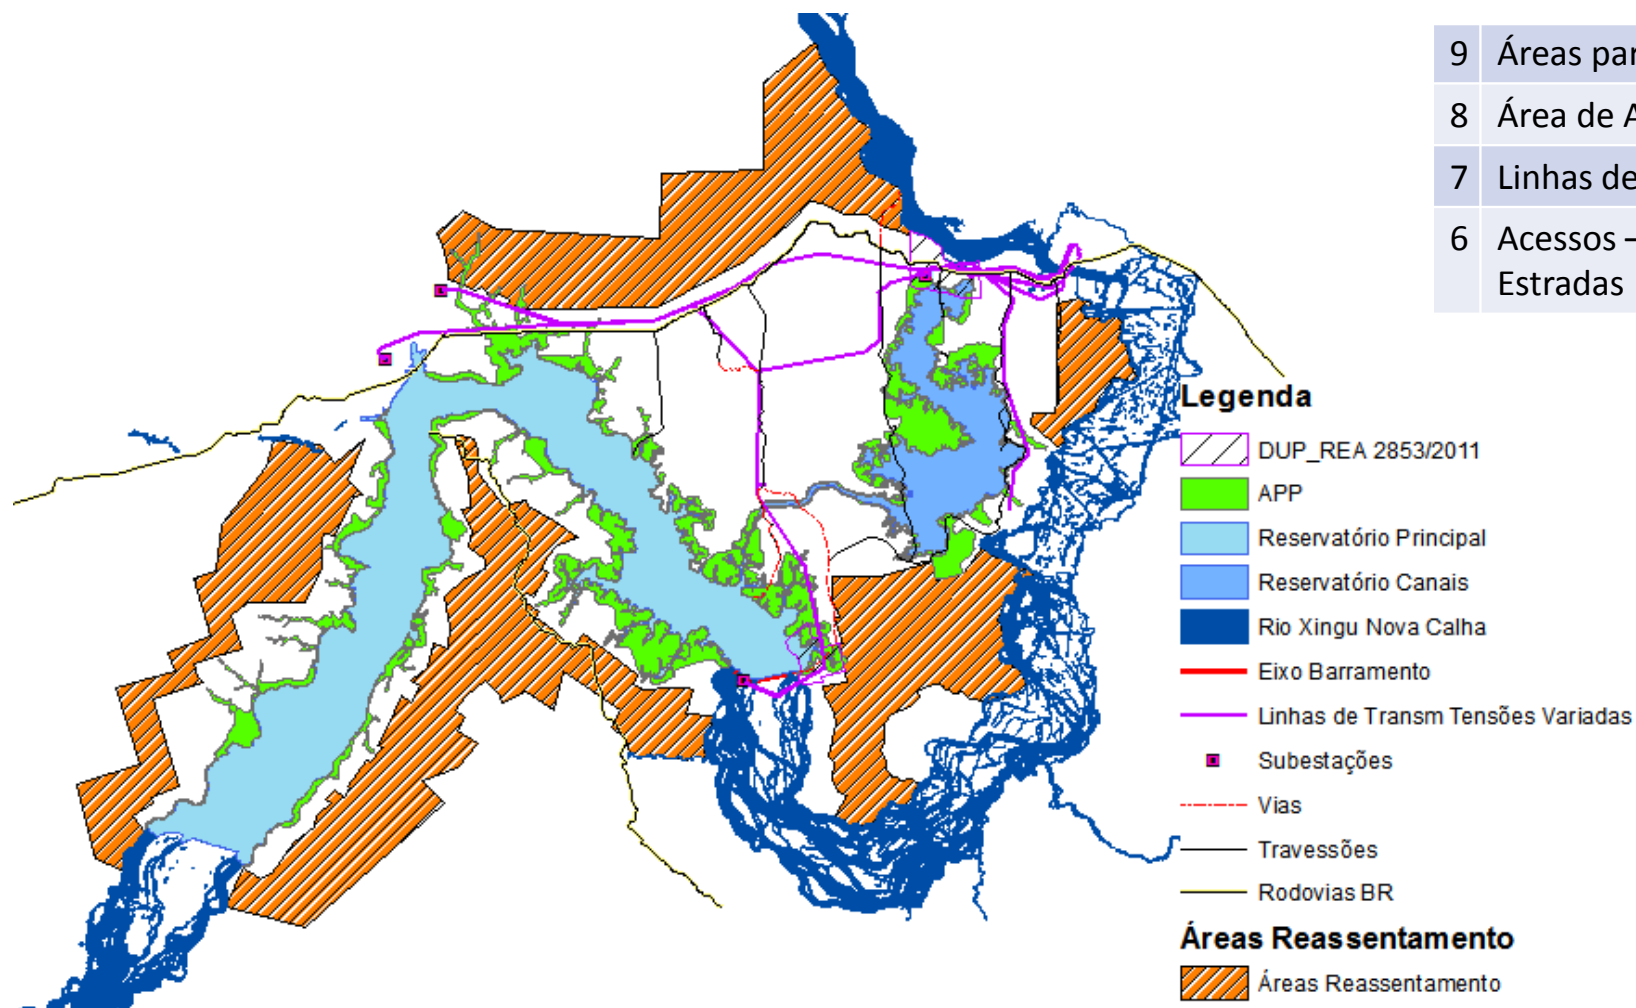 9 Áreas par
8 Área de A
7 Linhas de
6 Acessos –
Estradas
Legenda
DUP_REA 2853/2011
APP
Reservatório Principal
Reservatório Canais
Rio Xingu Nova Calha
Eixo Barramento
Linhas de Transm Tensões Variadas
Subestações
Vias
Travessões
Rodovias BR
Áreas Reassentamento
Áreas Reassentamento